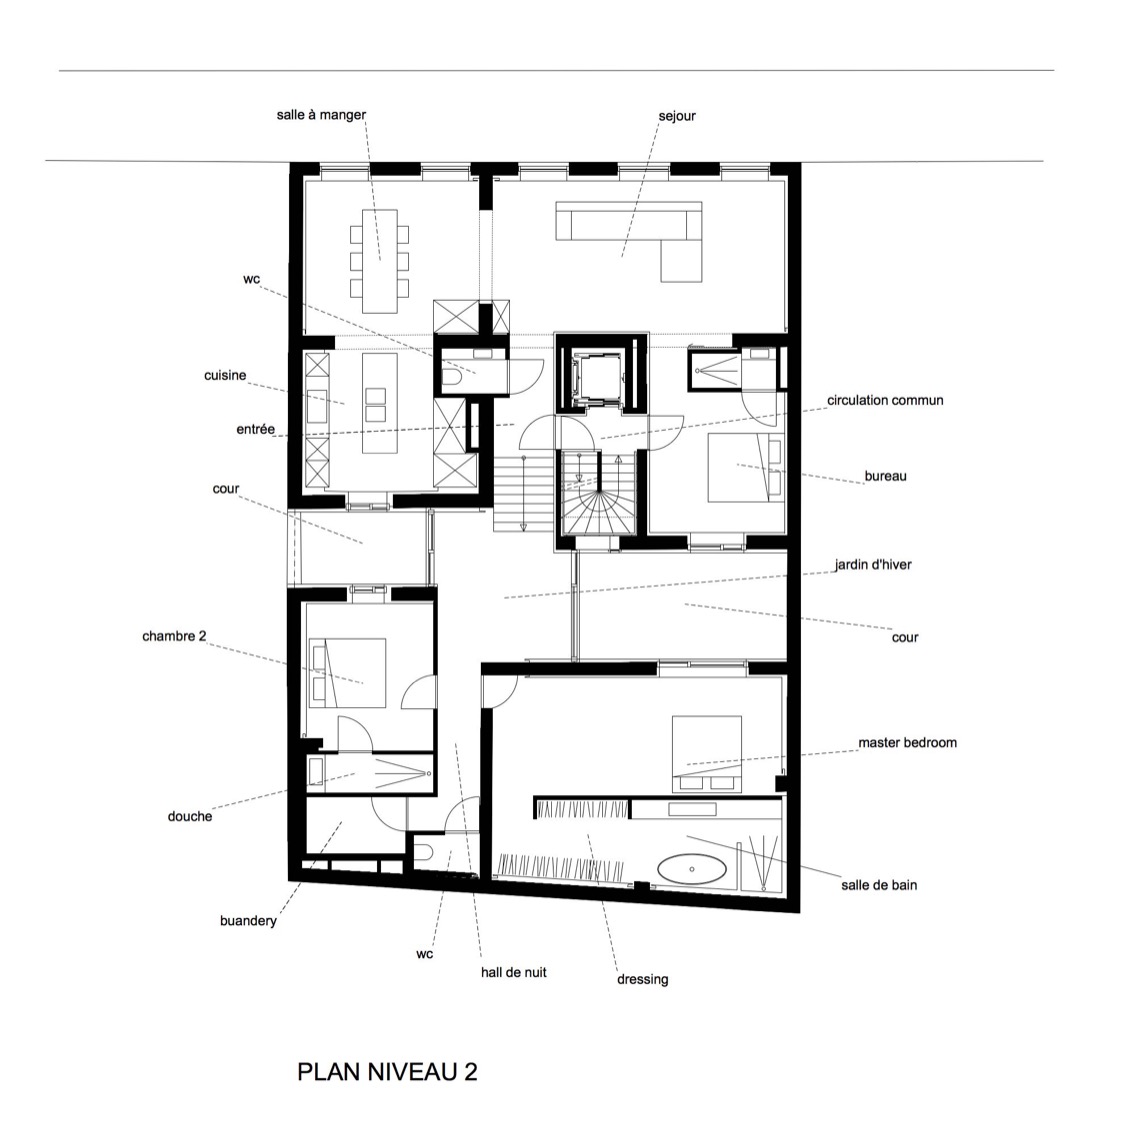 salle à manger
sejour
wc
cuisine
circulation commun
entrée
bureau
cour
jardin d'hiver
chambre 2
cour
master bedroom
douche
salle de bain
buandery
wc
hall de nuit
dressing
PLAN NIVEAU 2